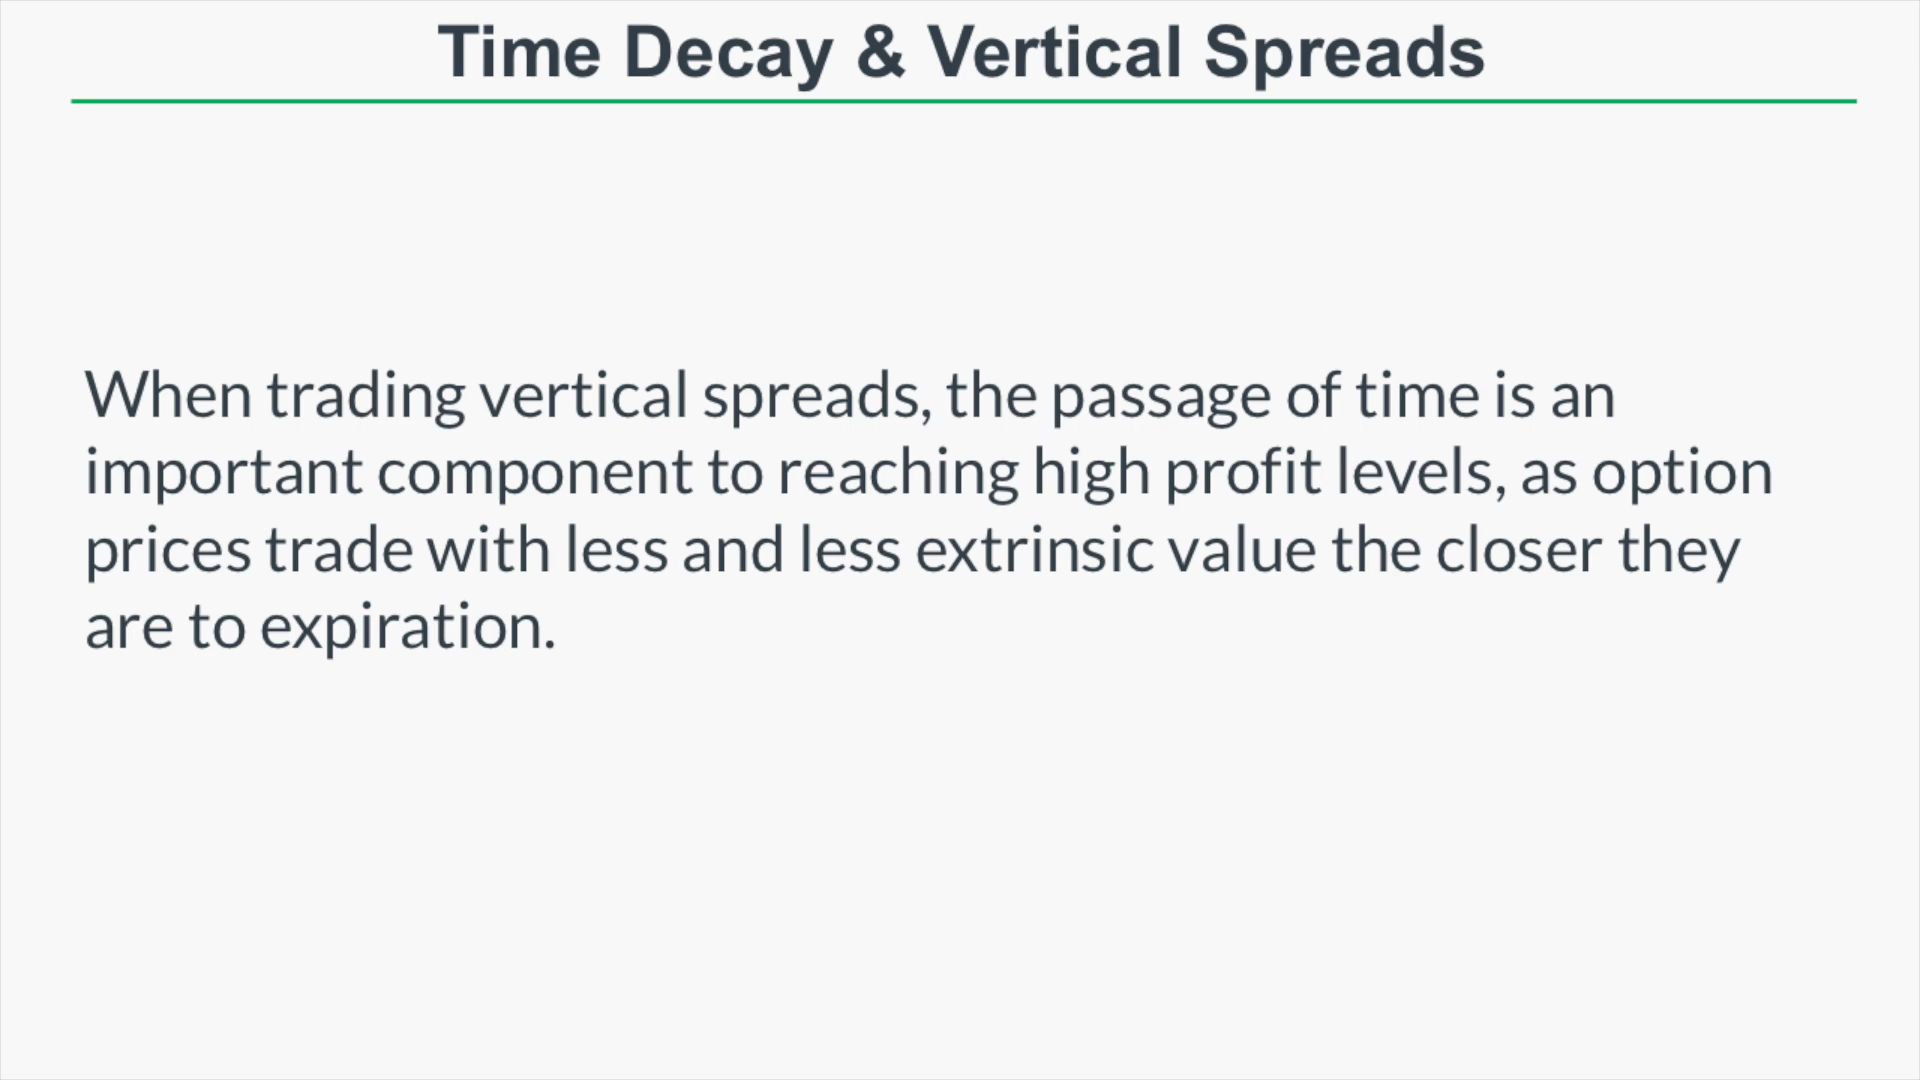 Time Decay & Vertical Spreads
When trading vertical spreads, the passage of time is an
important component to reaching high profit levels, as option
prices trade with less and less extrinsic value the closer they
are to expiration.